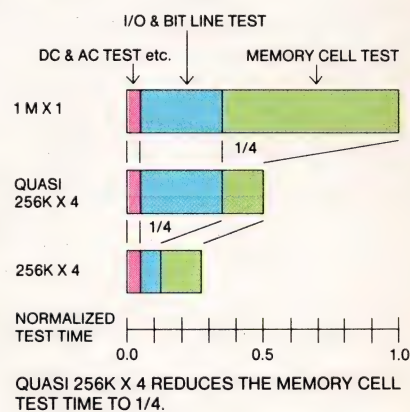 I/O & BIT LINE TEST
DC & AC TEST etc.
MEMORY CELL TEST
1 M X 1
1/4
QUASI
256K X 4
1/4
256K X 4
NORMALIZED
TEST TIME
0.0 0.5 1.0
QUASI 256K X 4 REDUCES THE MEMORY CELL
TEST TIME TO 1/4.